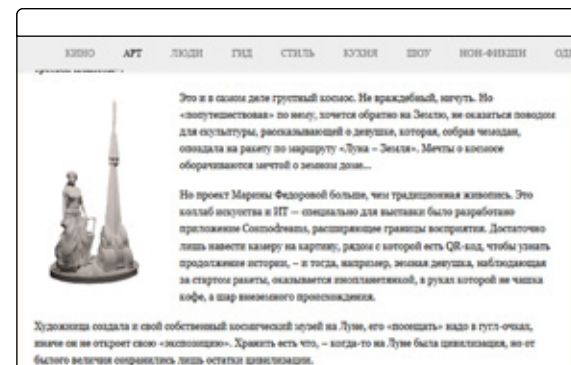 КИНО АРТ ЛЮДИ ГИД СТИЛЬ КУХНЯ ШОУ НОН-ФИКШН
Это и в самом деле грустный космос. Не враждебный, ничуть. Но
«попутешествовав» по нему, хочется обратно на Землю, не оказаться поводом
для скульптуры, рассказывающей о девушке, которая, собрав чемодан,
опоздала на ракету по маршруту «Луна – Земля». Мечты о космосе
оборачиваются мечтой о земном доме...
Но проект Марины Федоровой больше, чем традиционная живопись. Это
коллаб искусства и ИТ — специально для выставки было разработано
приложение Cosmodreams, расширяющее границы восприятия. Достаточно
лишь навести камеру на картину, рядом с которой есть QR-код, чтобы узнать
продолжение истории, – и тогда, например, земная девушка, наблюдающая
за стартом ракеты, оказывается инопланетянкой, в руках которой не чашка
кофе, а шар внеземного происхождения.
Художница создала и свой собственный космический музей на Луне, его «посещать» надо в гугл-очках,
иначе он не откроет свою «экспозицию». Хранить есть что, – когда-то на Луне была цивилизация, но от
былого величия сохранились лишь остатки цивилизации.